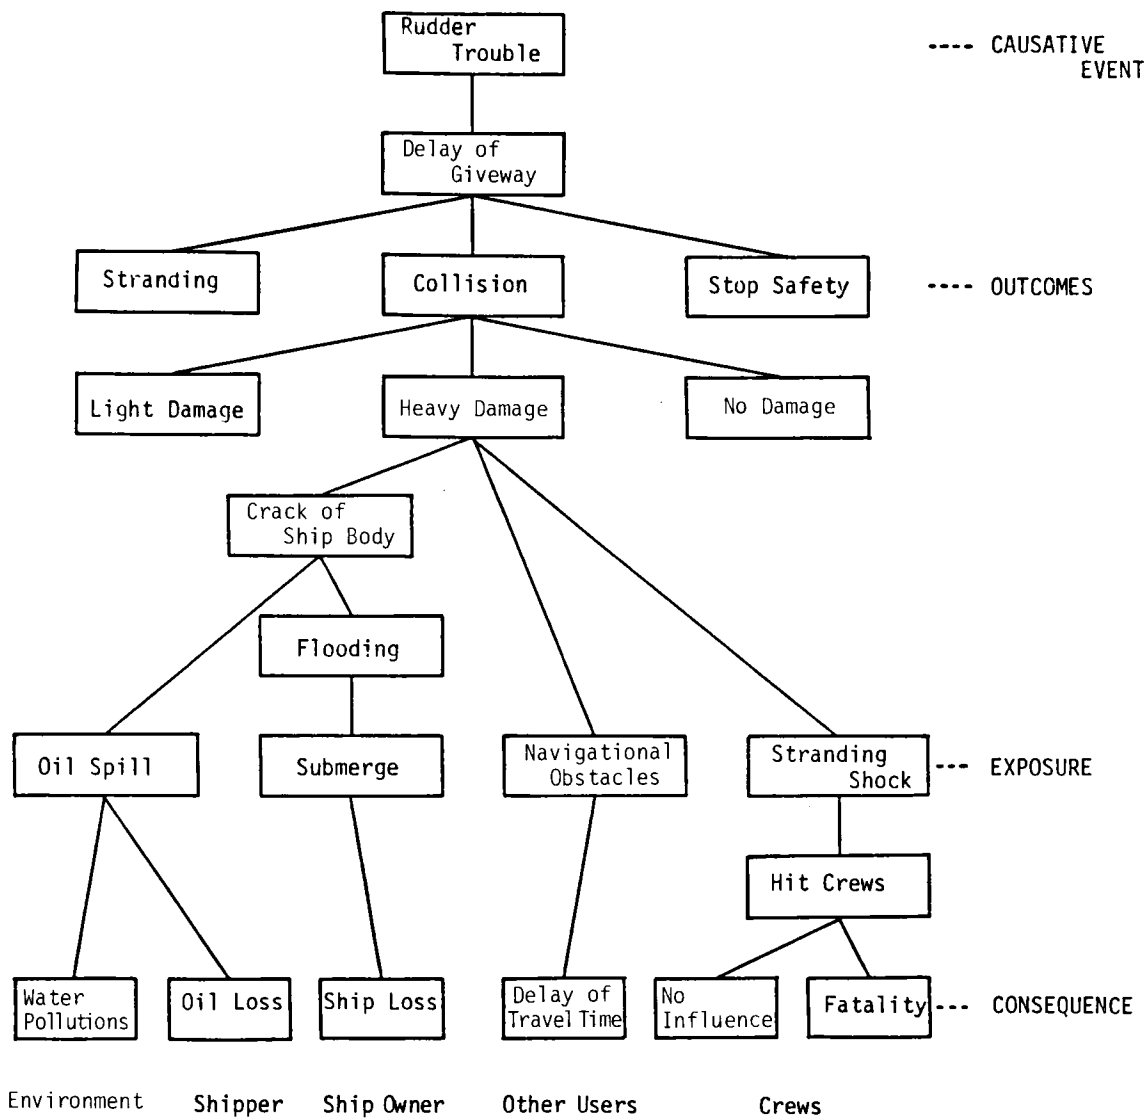 Rudder
Trouble
---- CAUSATIVE
EVENT
Delay of
Giveway
Stranding
Collision
Stop Safety
---- OUTCOMES
Light Damage
Heavy Damage
No Damage
Crack of
Ship Body
Flooding
Oil Spill
Submerge
Navigational
Obstacles
Stranding
Shock
--- EXPOSURE
Hit Crews
Water
Pollutions
Oil Loss
Ship Loss
Delay of
Travel Time
No
Influence
Fatality
--- CONSEQUENCE
Environment
Shipper
Ship Owner
Other Users
Crews